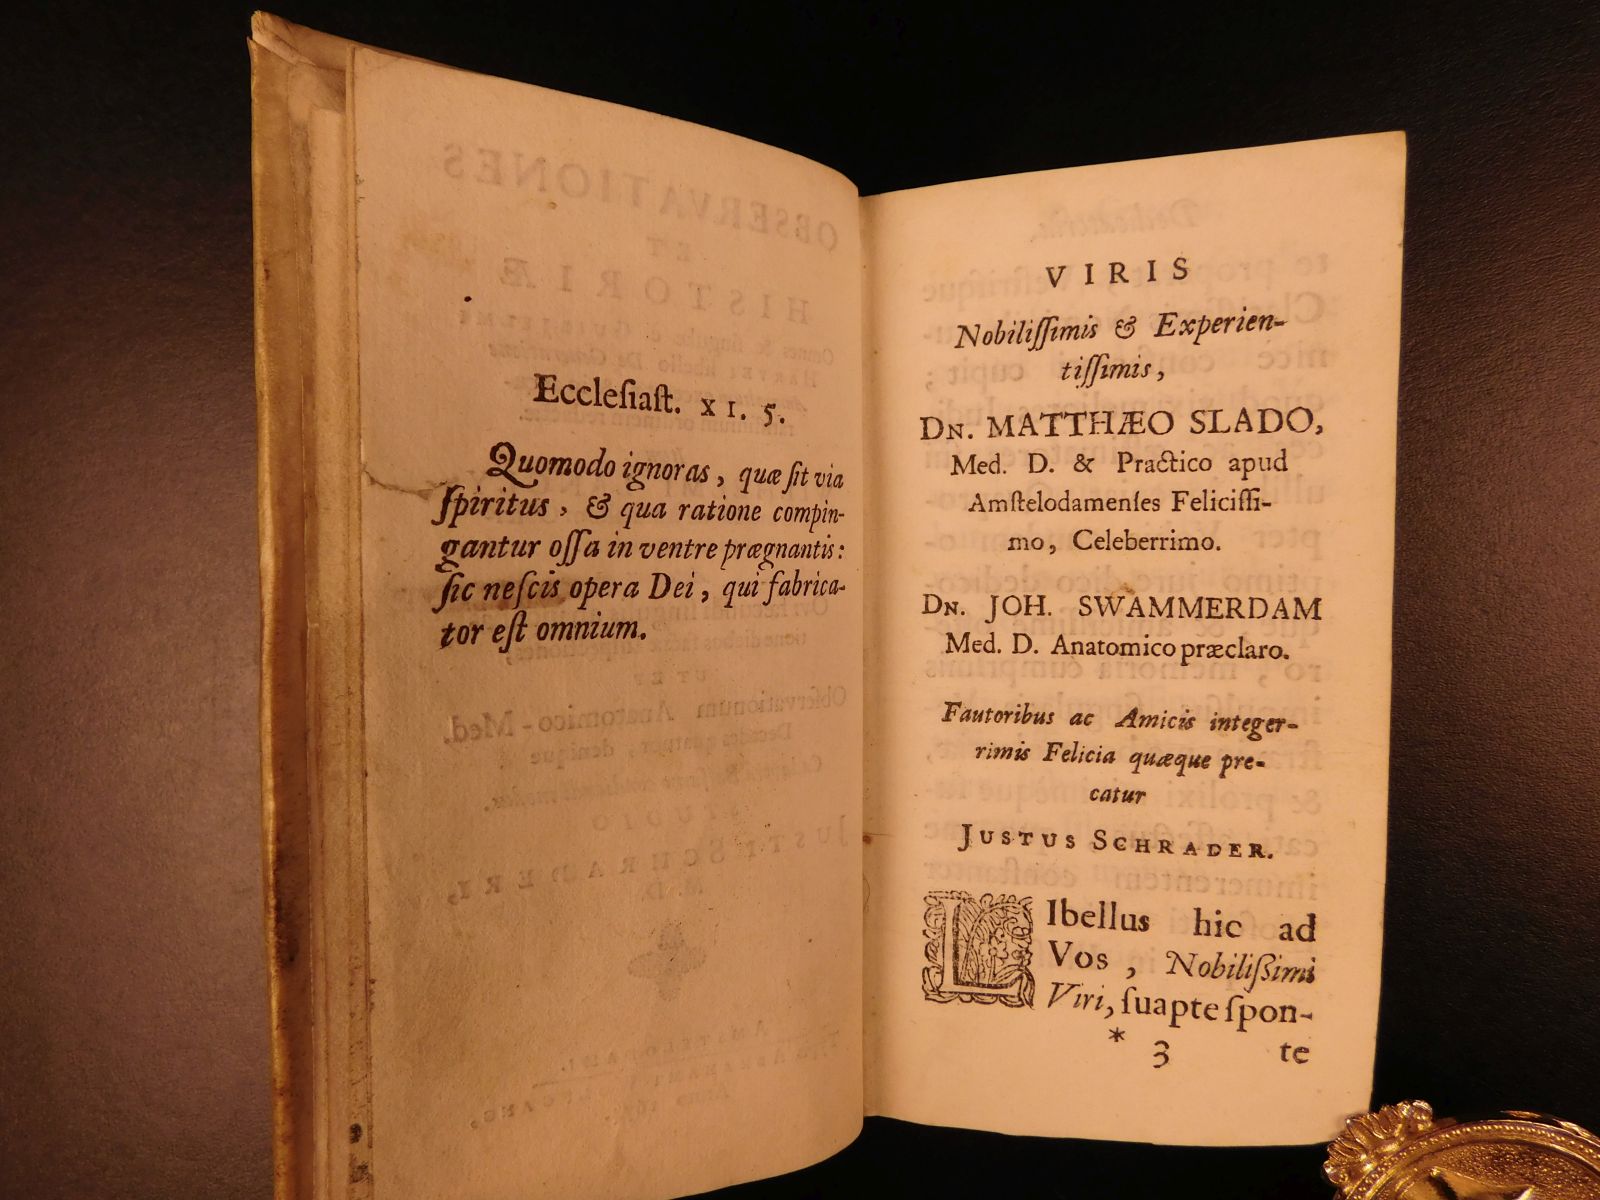 Ecclesiast. XI. 5.
Quomodo ignoras, quæ sit via
spiritus, & qua ratione compin-
gantur ossa in ventre prægnantis:
sic nescis opera Dei, qui fabrica-
tor est omnium.
VIRIS
Nobilissimis & Experien-
tissimis,
DN. MATTHÆO SLADO,
Med. D. & Practico apud
Amstelodamenses Felicissi-
mo, Celeberrimo.
DN. JOH. SWAMMERDAM
Med. D. Anatomico præclaro.
Fautoribus ac Amicis integer-
rimis Felicia quæque pre-
catur
JUSTUS SCHRADER.
LIbellus hic ad
Vos, Nobilißimi
Viri, suapte spon-
* 3 te